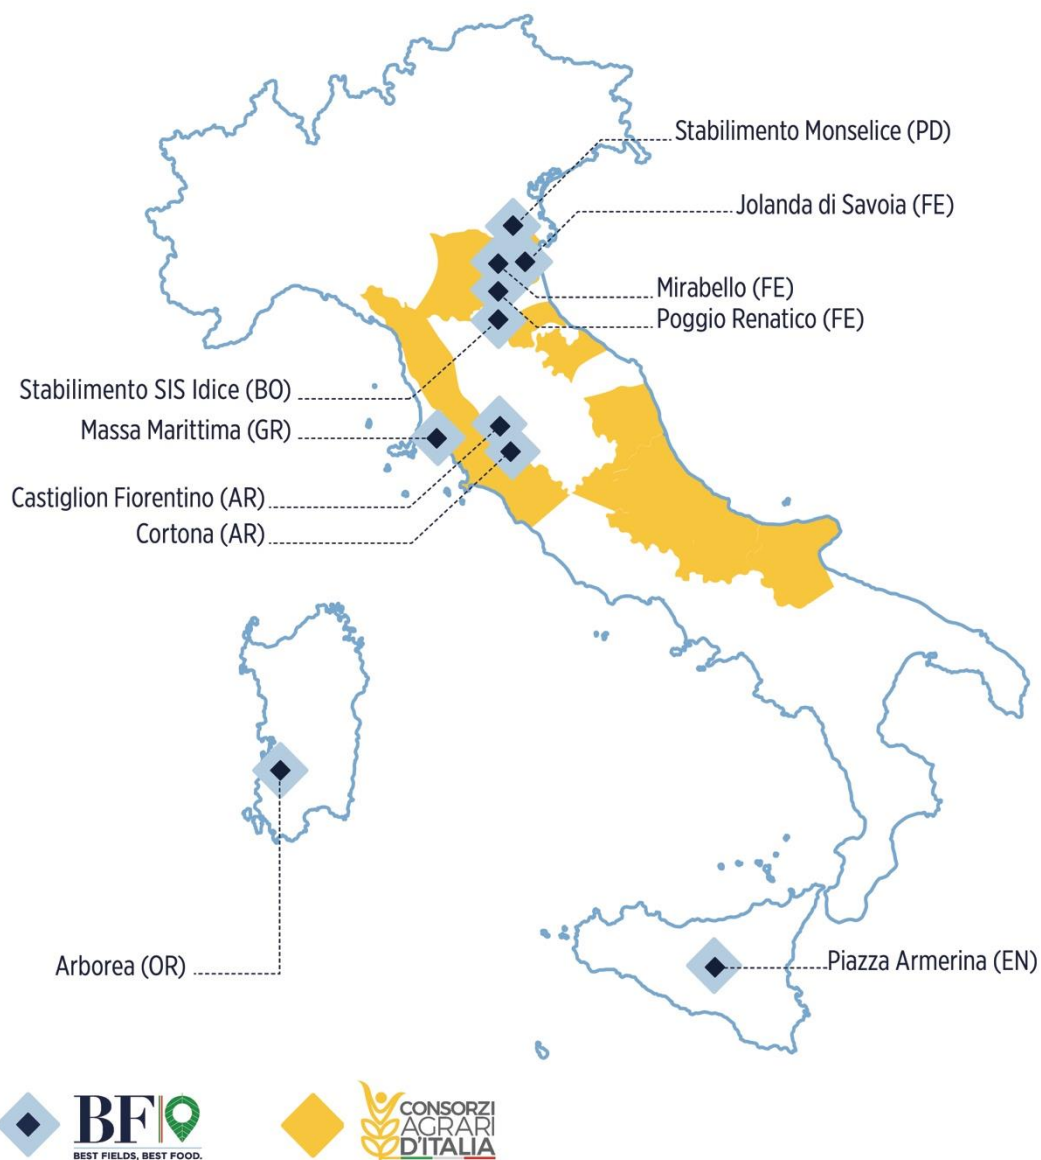 Stabilimento Monselice (PD)
Jolanda di Savoia (FE)
Mirabello (FE)
Poggio Renatico (FE)
Stabilimento SIS Idice (BO)
Massa Marittima (GR)
Castiglion Fiorentino (AR)
Cortona (AR)
Arborea (OR)
Piazza Armerina (EN)
BF
BEST FIELDS, BEST FOOD.
CONSORZI
AGRARI
D'ITALIA